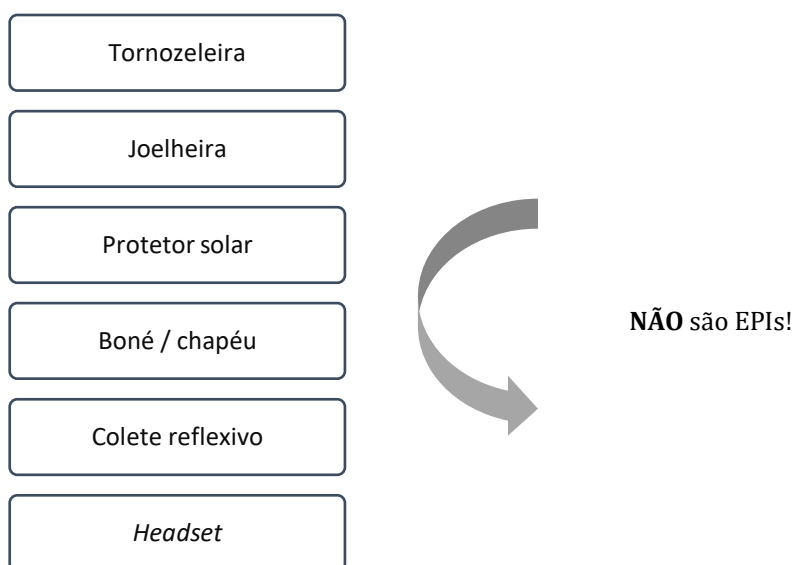 Tornozeleira
Joelheira
Protetor solar
Boné / chapéu
Colete reflexivo
Headset
NÃO são EPIs!